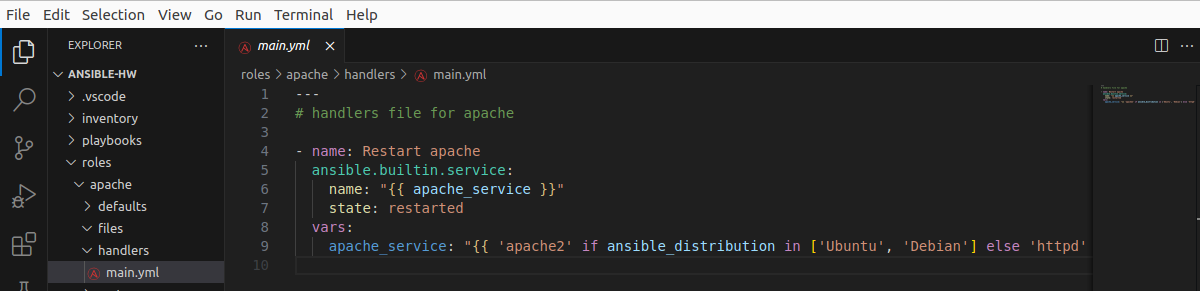 File Edit Selection View Go Run Terminal Help
EXPLORER ···
ANSIBLE-HW
.vscode
inventory
playbooks
roles
apache
defaults
files
handlers
main.yml
main.yml ×
roles > apache > handlers > main.yml
1 ---
2 # handlers file for apache
3
4 - name: Restart apache
5 ansible.builtin.service:
6 name: "{{ apache_service }}"
7 state: restarted
8 vars:
9 apache_service: "{{ 'apache2' if ansible_distribution in ['Ubuntu', 'Debian'] else 'httpd'
10